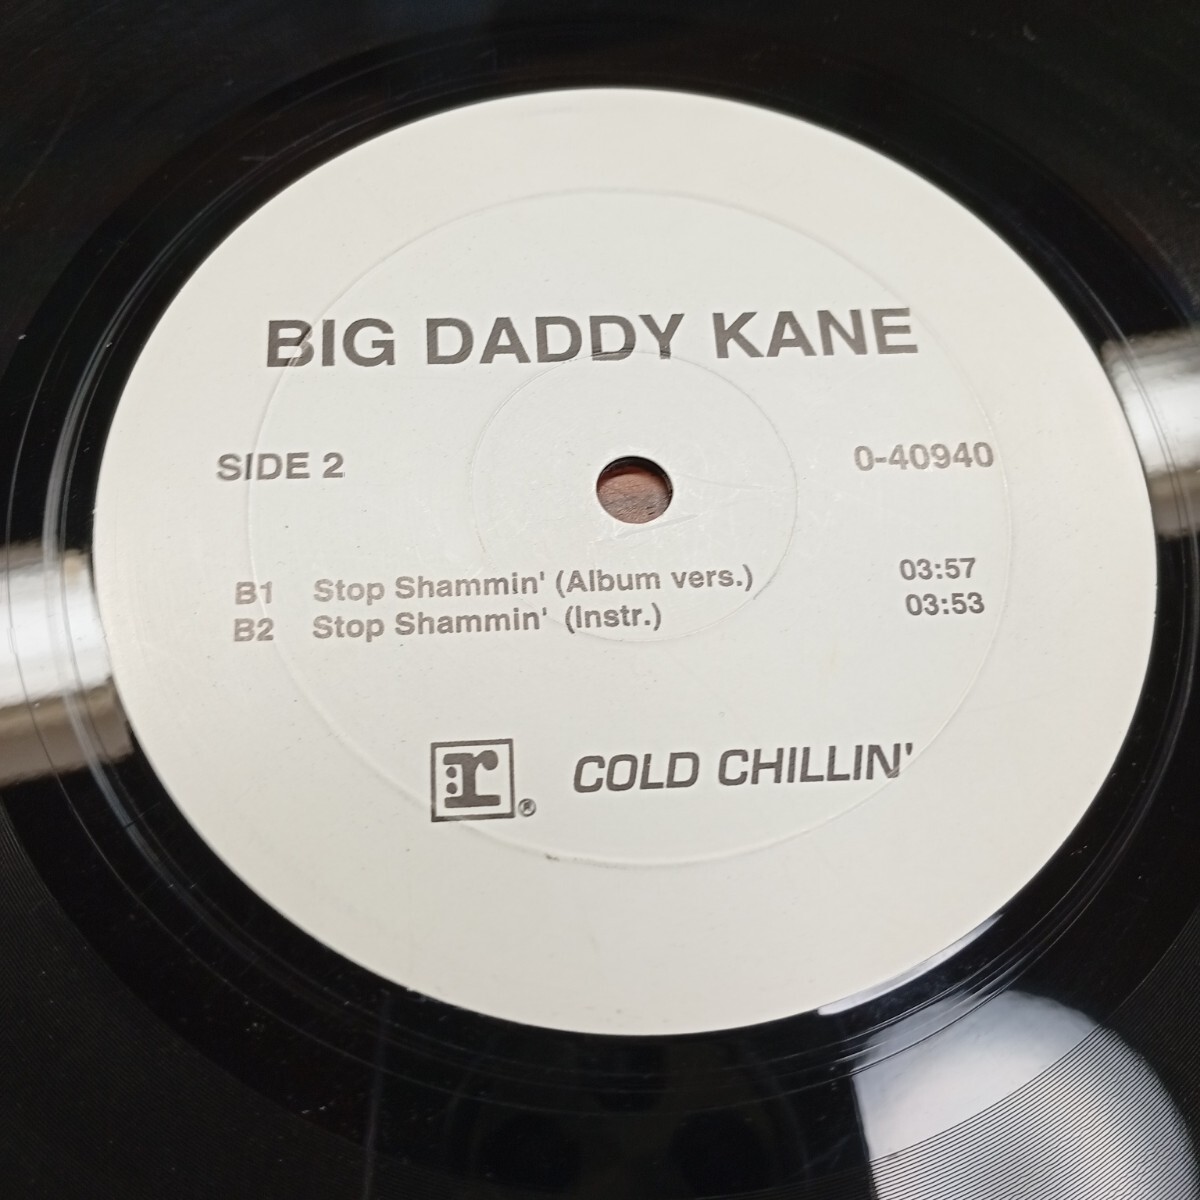 BIG DADDY KANE
SIDE 2 0-40940
B1 Stop Shammin' (Album vers.) 03:57
B2 Stop Shammin' (Instr.) 03:53
:r® COLD CHILLIN'